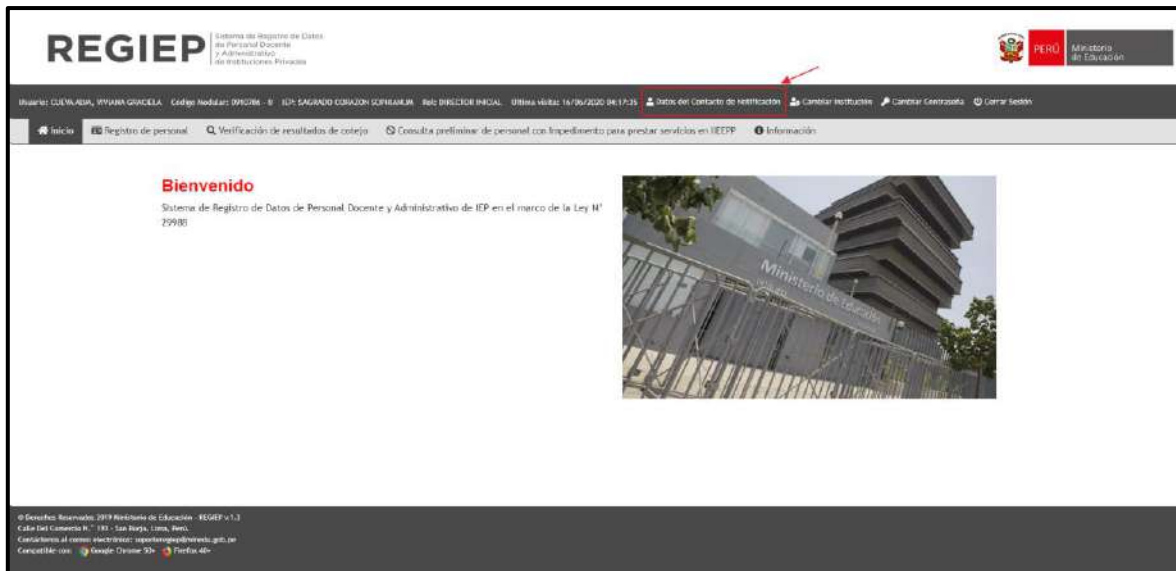 REGIEP
Sistema de Registro de Datos
de Personal Docente
y Administrativo
de Instituciones Privadas
PERÚ
Ministerio
de Educación
Usuario: CUEVA ALVA, VIVIANA GRACIELA Código Modular: 0910786 - 0 IEP: SAGRADO CORAZON SOPHIANUM Rol: DIRECTOR INICIAL Última visita: 16/06/2020 04:17:35 Datos del Contacto de Notificación Cambiar Institución Cambiar Contraseña Cerrar Sesión
Inicio Registro de personal Verificación de resultados de cotejo Consulta preliminar de personal con impedimento para prestar servicios en IIEEPP Información
Bienvenido
Sistema de Registro de Datos de Personal Docente y Administrativo de IEP en el marco de la Ley N°
29988
Ministerio de Educación
© Derechos Reservados 2019 Ministerio de Educación - REGIEP v.1.3
Calle Del Comercio N.° 193 - San Borja, Lima, Perú.
Contáctenos al correo electrónico: soporteregiep@minedu.gob.pe
Compatible con: Google Chrome 50+ Firefox 40+